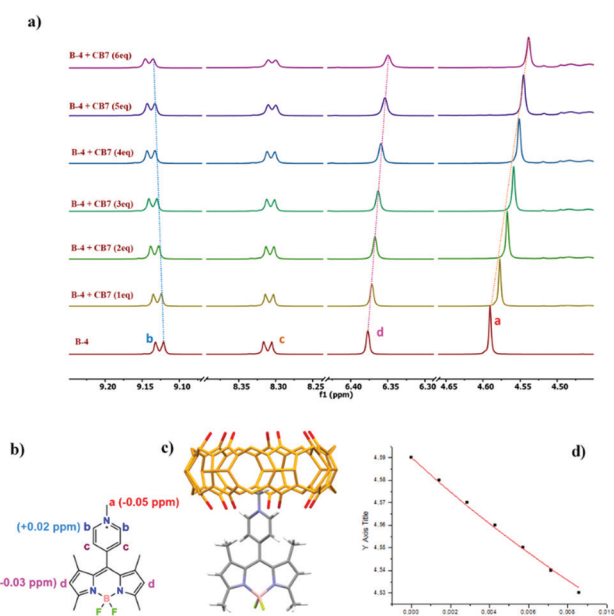 a)
B-4 + CB7 (6eq)
B-4 + CB7 (5eq)
B-4 + CB7 (4eq)
B-4 + CB7 (3eq)
B-4 + CB7 (2eq)
B-4 + CB7 (1eq)
B-4
b
c
d
a
9.20 9.15 9.10 8.35 8.30 8.25 6.40 6.35 6.30 4.65 4.60 4.55 4.50
f1 (ppm)
b)
a (-0.05 ppm)
N
(+0.02 ppm)
b b
c c
-0.03 ppm) d d
N B N
F F
c)
d)
Y Axis Title
4.59
4.58
4.57
4.56
4.55
4.54
4.53
0.000 0.002 0.004 0.006 0.008 0.01